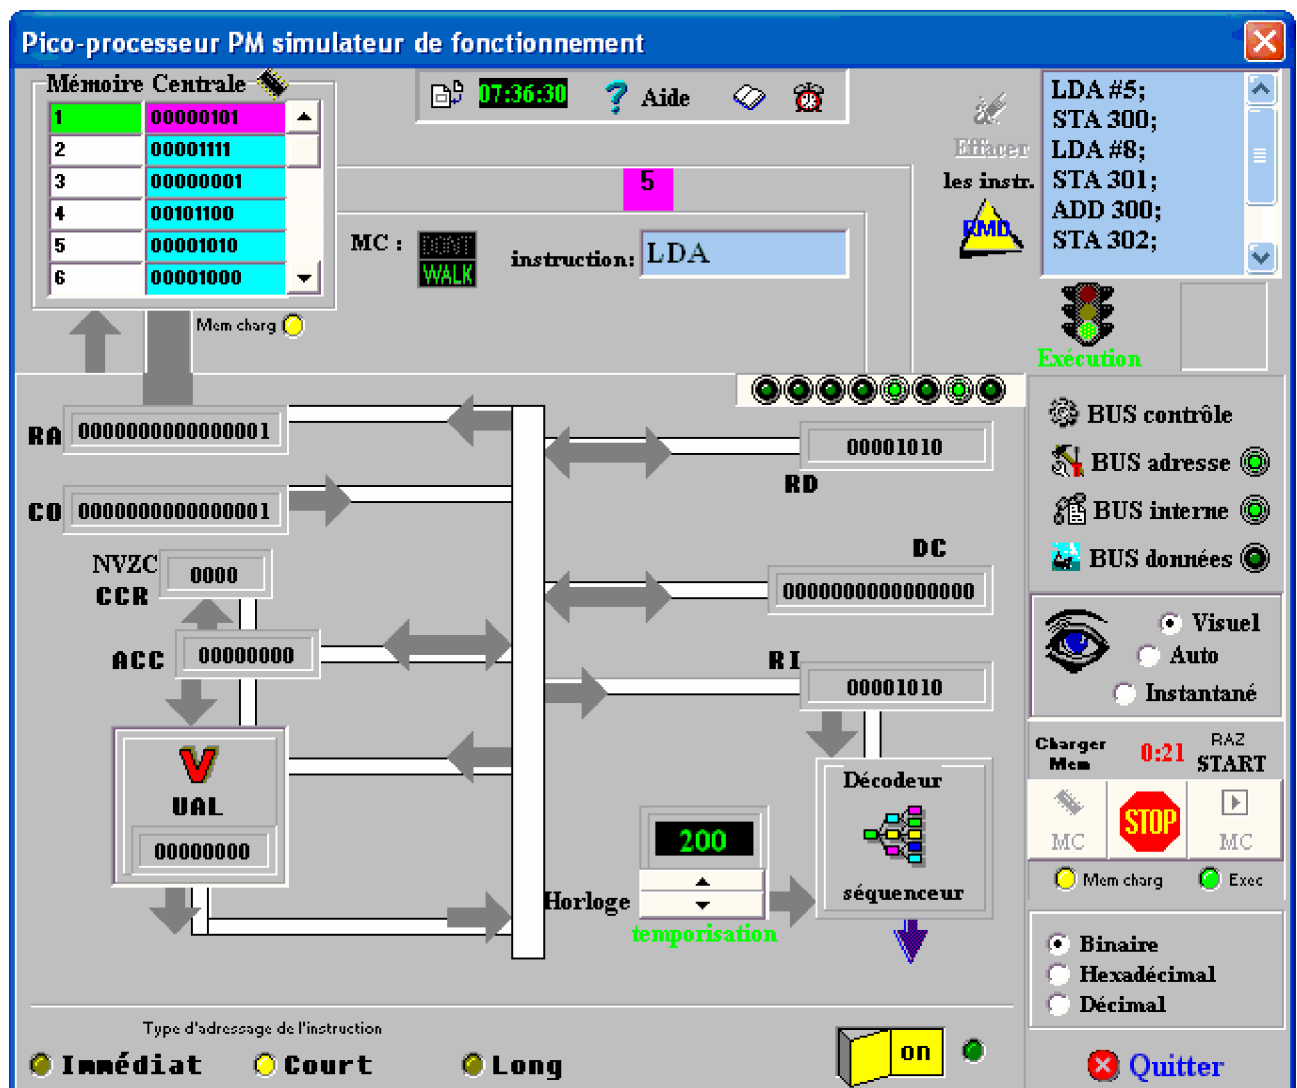 Pico-processeur PM simulateur de fonctionnement
Mémoire Centrale
1 00000101
2 00001111
3 00000001
4 00101100
5 00001010
6 00001000
Mem charg
07:36:30
Aide
5
MC :
DONT
WALK
instruction: LDA
Effacer
les instr.
RMD
LDA #5;
STA 300;
LDA #8;
STA 301;
ADD 300;
STA 302;
Exécution
RA 0000000000000001
CO 0000000000000001
NVZC
CCR
0000
ACC 00000000
V
UAL
00000000
00001010
RD
DC
0000000000000000
RI
00001010
Décodeur
séquenceur
200
Horloge
temporisation
BUS contrôle
BUS adresse
BUS interne
BUS données
Visuel
Auto
Instantané
Charger
Mem
0:21
RAZ
START
MC
STOP
MC
Mem charg
Exec
Binaire
Hexadécimal
Décimal
Type d'adressage de l'instruction
Immédiat
Court
Long
on
Quitter